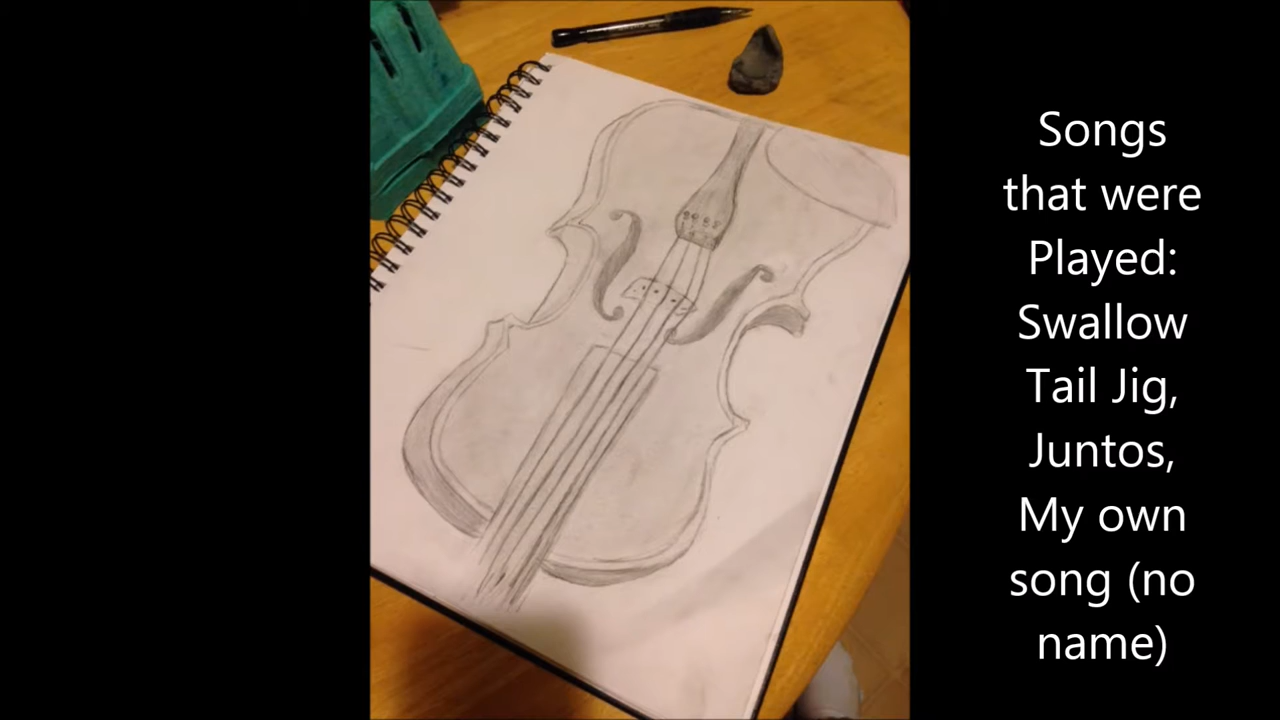 Songs
that were
Played:
Swallow
Tail Jig,
Juntos,
My own
song (no
name)